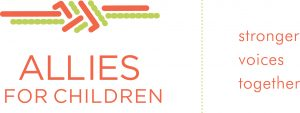 ALLIES
FOR CHILDREN
stronger
voices
together